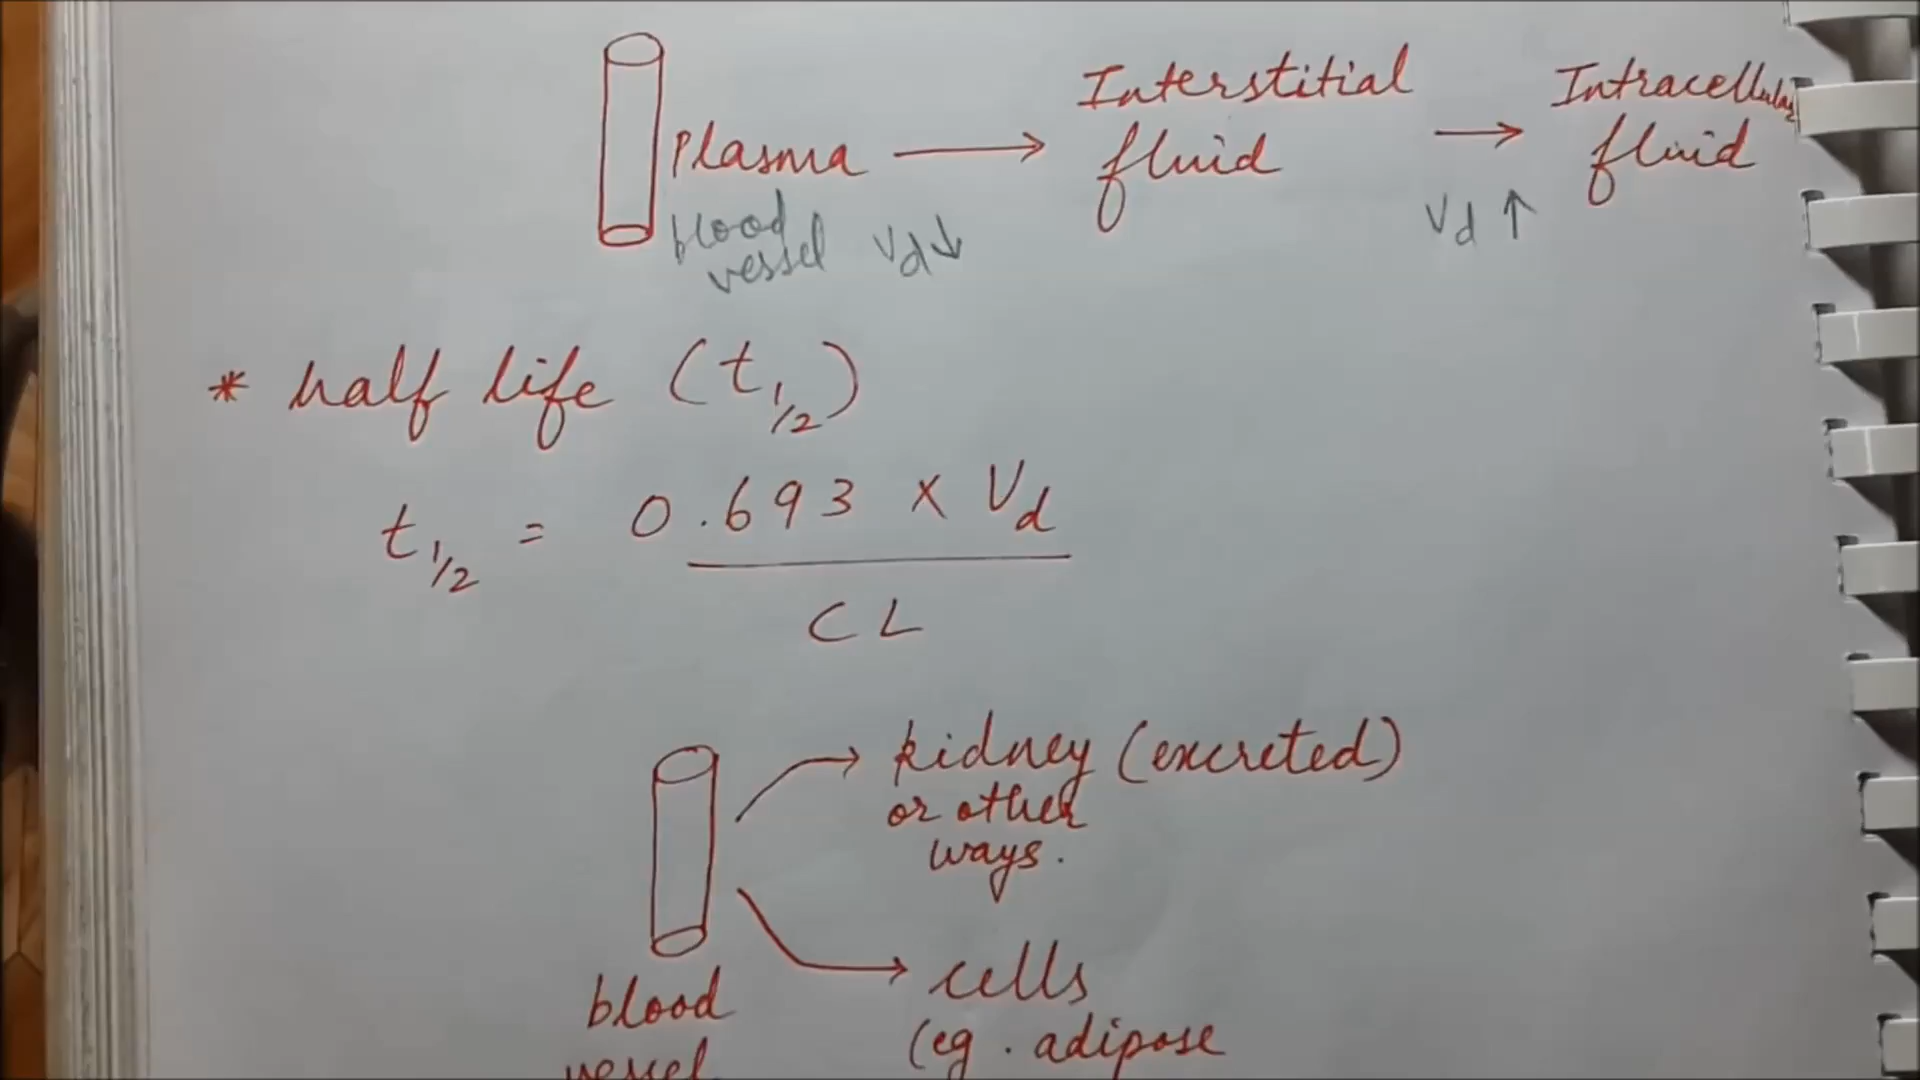 Plasma → Interstitial fluid → Intracellular fluid
blood vessel Vd↓ Vd↑
* half life (t1/2)
t1/2 = 0.693 x Vd
CL
kidney (excreted)
or other
ways.
cells
(eg. adipose
blood
vessel